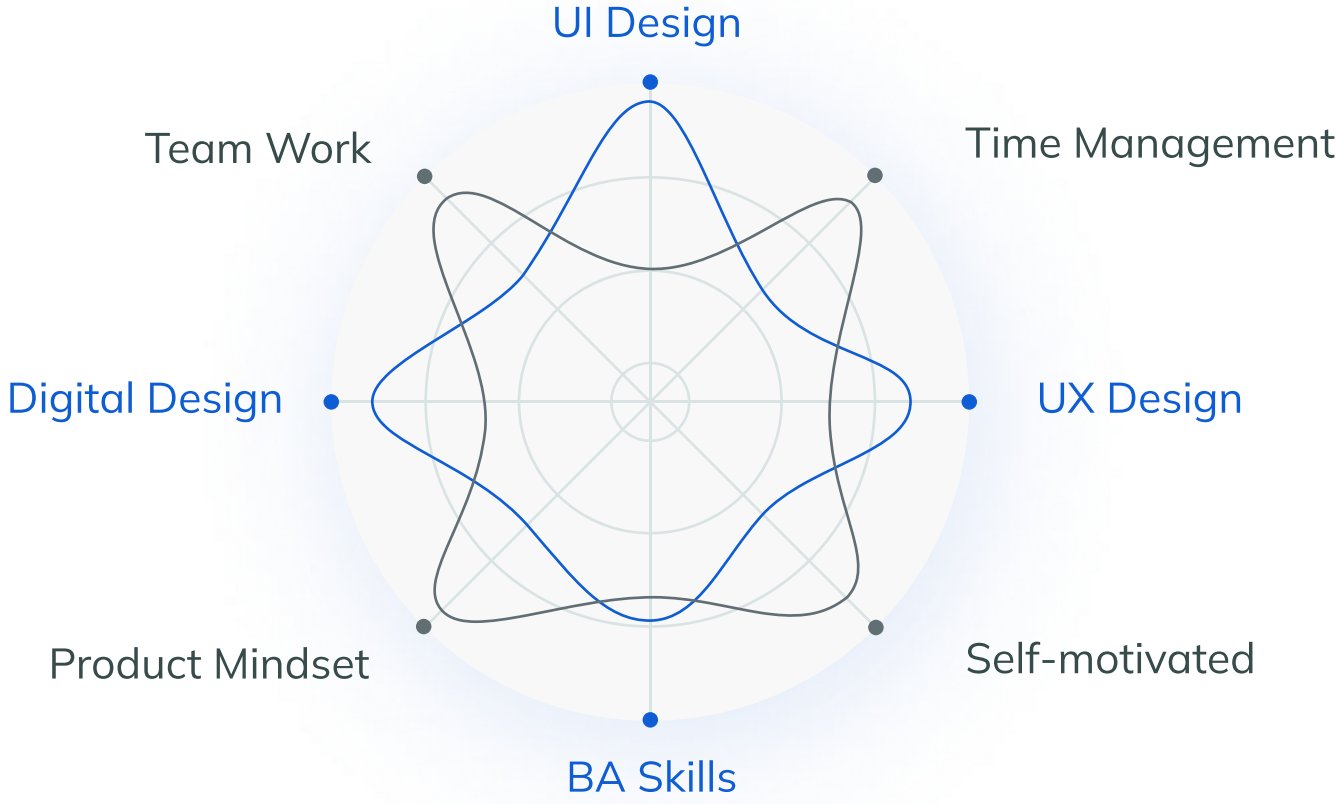 UI Design
Team Work
Time Management
Digital Design
UX Design
Product Mindset
Self-motivated
BA Skills